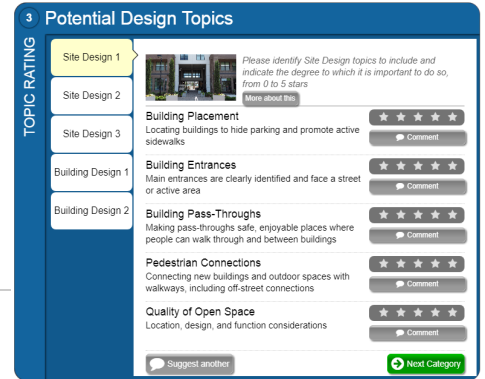 3 Potential Design Topics
TOPIC RATING
Site Design 1
Site Design 2
Site Design 3
Building Design 1
Building Design 2
Please identify Site Design topics to include and
indicate the degree to which it is important to do so,
from 0 to 5 stars
More about this
Building Placement
Locating buildings to hide parking and promote active
sidewalks
Comment
Building Entrances
Main entrances are clearly identified and face a street
or active area
Comment
Building Pass-Throughs
Making pass-throughs safe, enjoyable places where
people can walk through and between buildings
Comment
Pedestrian Connections
Connecting new buildings and outdoor spaces with
walkways, including off-street connections
Comment
Quality of Open Space
Location, design, and function considerations
Comment
Suggest another
Next Category